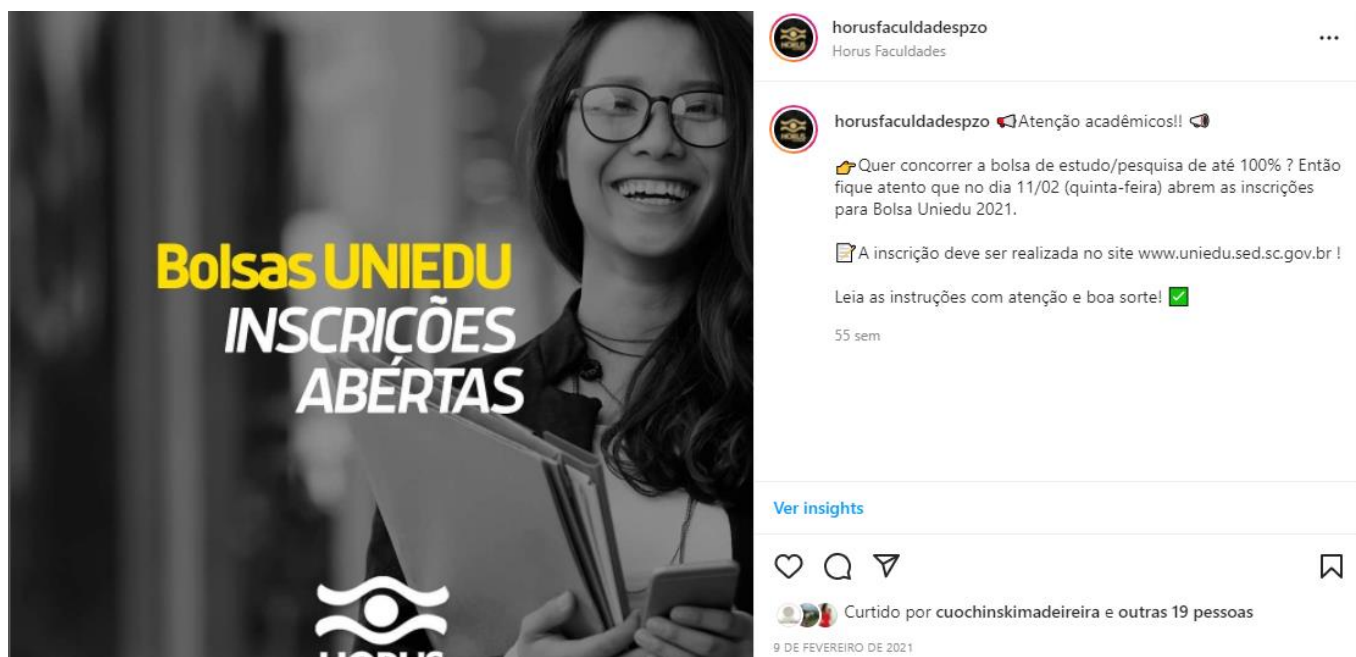 Bolsas UNIEDU
INSCRIÇÕES
ABERTAS
HORUS
horusfaculdadespzo
Horus Faculdades
horusfaculdadespzo 📢Atenção acadêmicos!! 📢
👉Quer concorrer a bolsa de estudo/pesquisa de até 100% ? Então
fique atento que no dia 11/02 (quinta-feira) abrem as inscrições
para Bolsa Uniedu 2021.
📝A inscrição deve ser realizada no site www.uniedu.sed.sc.gov.br !
Leia as instruções com atenção e boa sorte! ✅
55 sem
Ver insights
Curtido por cuochinskimadeireira e outras 19 pessoas
9 DE FEVEREIRO DE 2021